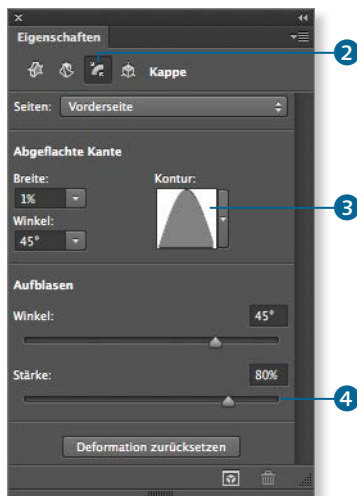 Eigenschaften
2
Kappe
Seiten: Vorderseite
Abgeflachte Kante
Breite: Kontur:
1%
3
Winkel:
45°
Aufblasen
Winkel: 45°
Stärke: 80%
4
Deformation zurücksetzen